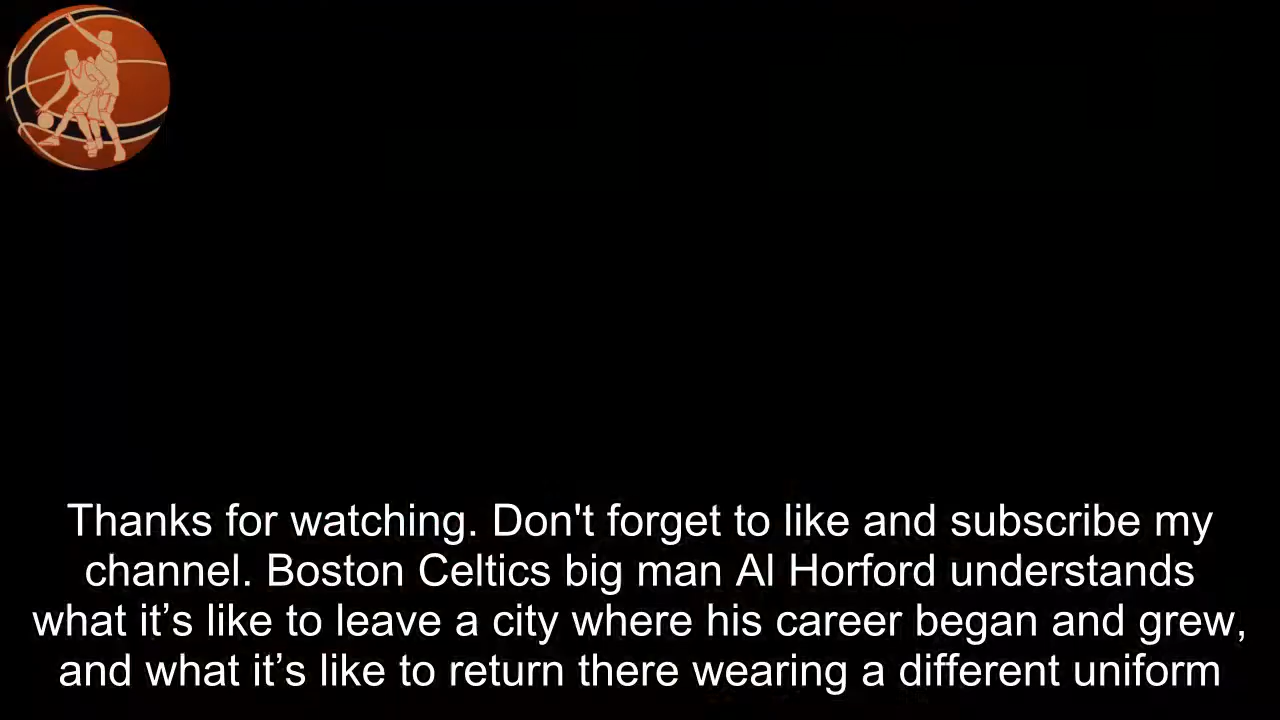 Thanks for watching. Don't forget to like and subscribe my
channel. Boston Celtics big man Al Horford understands
what it’s like to leave a city where his career began and grew,
and what it’s like to return there wearing a different uniform